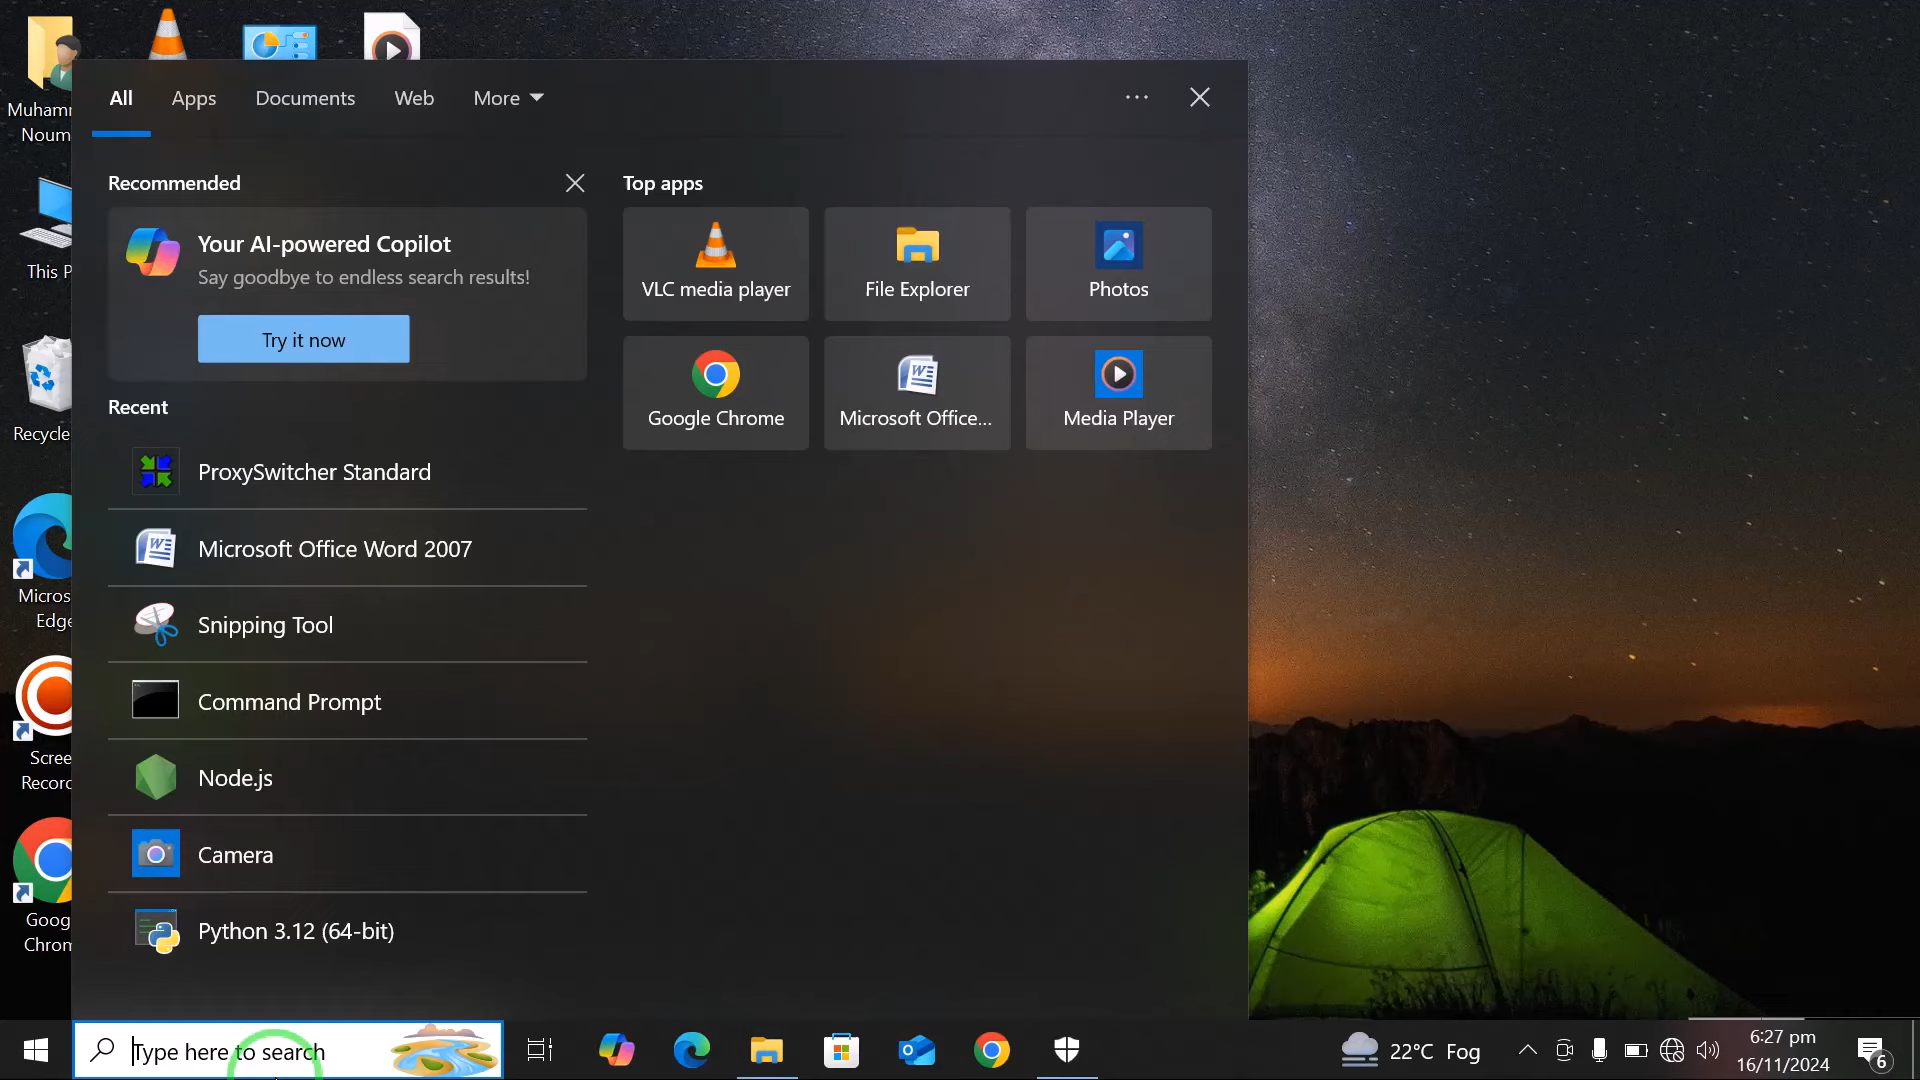 Muhamm
Noum
This P
Recycle
Micros
Edge
Scree
Record
Goog
Chrom
All
Apps
Documents
Web
More
Recommended
Your AI-powered Copilot
Say goodbye to endless search results!
Try it now
Recent
ProxySwitcher Standard
Microsoft Office Word 2007
Snipping Tool
Command Prompt
Node.js
Camera
Python 3.12 (64-bit)
Top apps
VLC media player
File Explorer
Photos
Google Chrome
Microsoft Office...
Media Player
Type here to search
22°C Fog
6:27 pm
16/11/2024
6